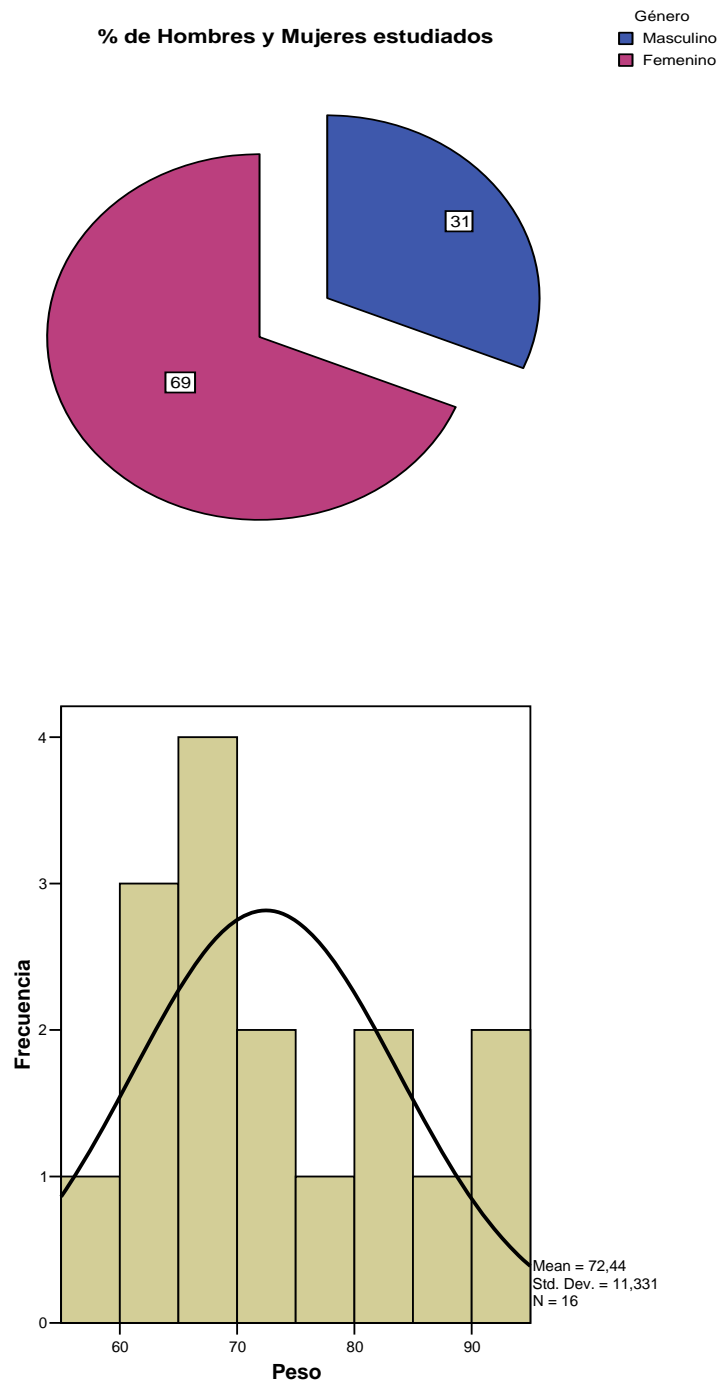 Género
% de Hombres y Mujeres estudiados
Masculino
Femenino
31
69
4
3
2
1
0
Frecuencia
60 70 80 90
Peso
Mean = 72,44
Std. Dev. = 11,331
N = 16